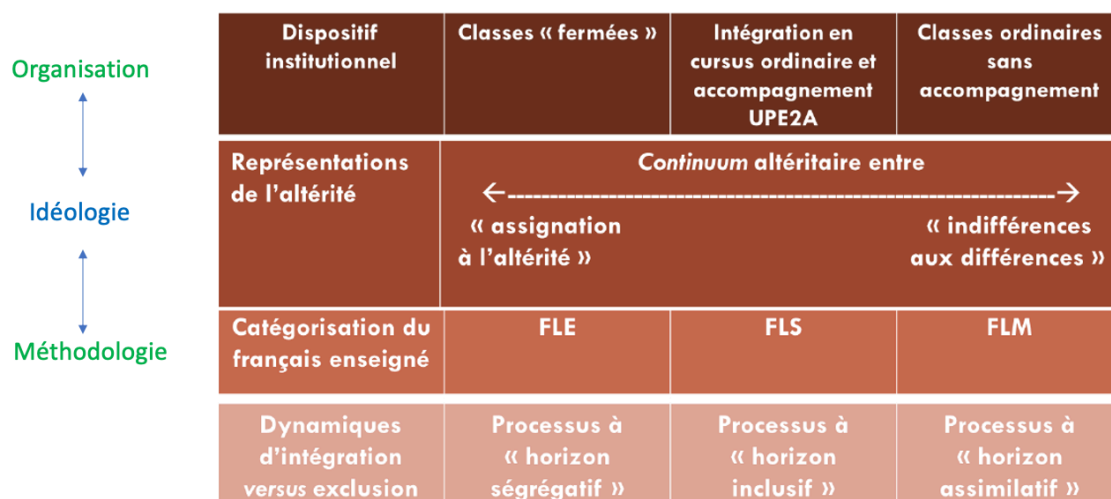 Organisation
Idéologie
Méthodologie
Dispositif
institutionnel
Classes « fermées »
Intégration en
cursus ordinaire et
accompagnement
UPE2A
Classes ordinaires
sans
accompagnement
Représentations
de l’altérité
Continuum altéritaire entre
« assignation
à l’altérité »
« indifférences
aux différences »
Catégorisation du
français enseigné
FLE
FLS
FLM
Dynamiques
d’intégration
versus exclusion
Processus à
« horizon
ségrégatif »
Processus à
« horizon
inclusif »
Processus à
« horizon
assimilatif »